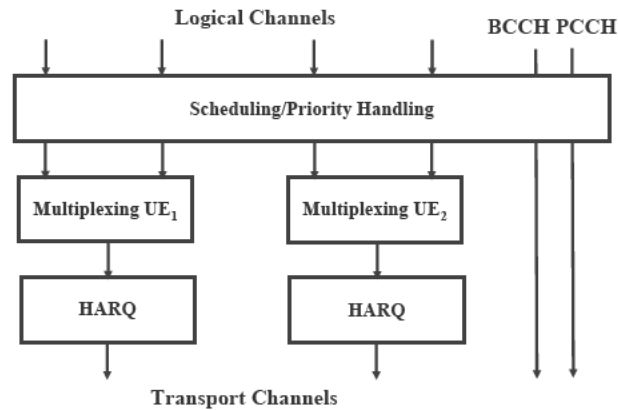 Logical Channels
BCCH PCCH
Scheduling/Priority Handling
Multiplexing UE₁
Multiplexing UE₂
HARQ
HARQ
Transport Channels